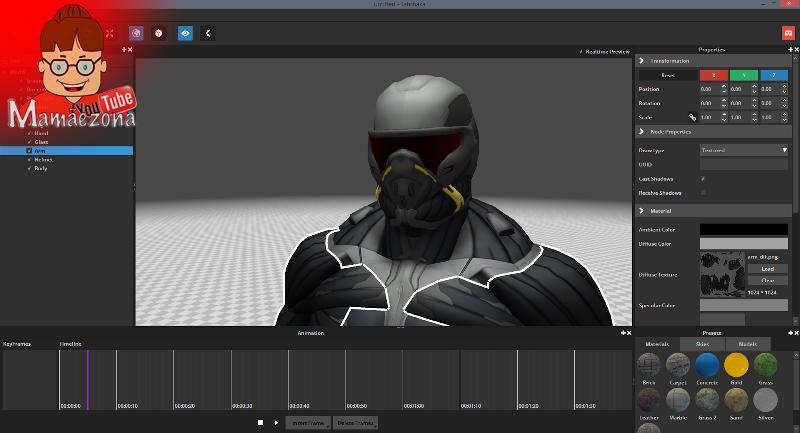 Realtime Preview
Properties
Transformation
Reset
X
Y
Z
Position
0.00
0.00
0.00
Rotation
0.00
0.00
0.00
Scale
1.00
1.00
1.00
Node Properties
Draw Type
Textured
UUID
Cast Shadows
Receive Shadows
Material
Ambient Color
Diffuse Color
Diffuse Texture
arm_dif.png
Load
Clear
1024 * 1024
Specular Color
YouTube
Mamaezona
Hand
Glass
Arm
Helmet
Body
Animation
Keyframes
Timeline
00:00:00
00:00:10
00:00:20
00:00:30
00:00:40
00:00:50
00:01:00
00:01:10
00:01:20
00:01:30
Insert Frame
Delete Frames
Presets
Materials
Skies
Models
Brick
Carpet
Concrete
Gold
Grass
Leather
Marble
Grass 2
Sand
Silver